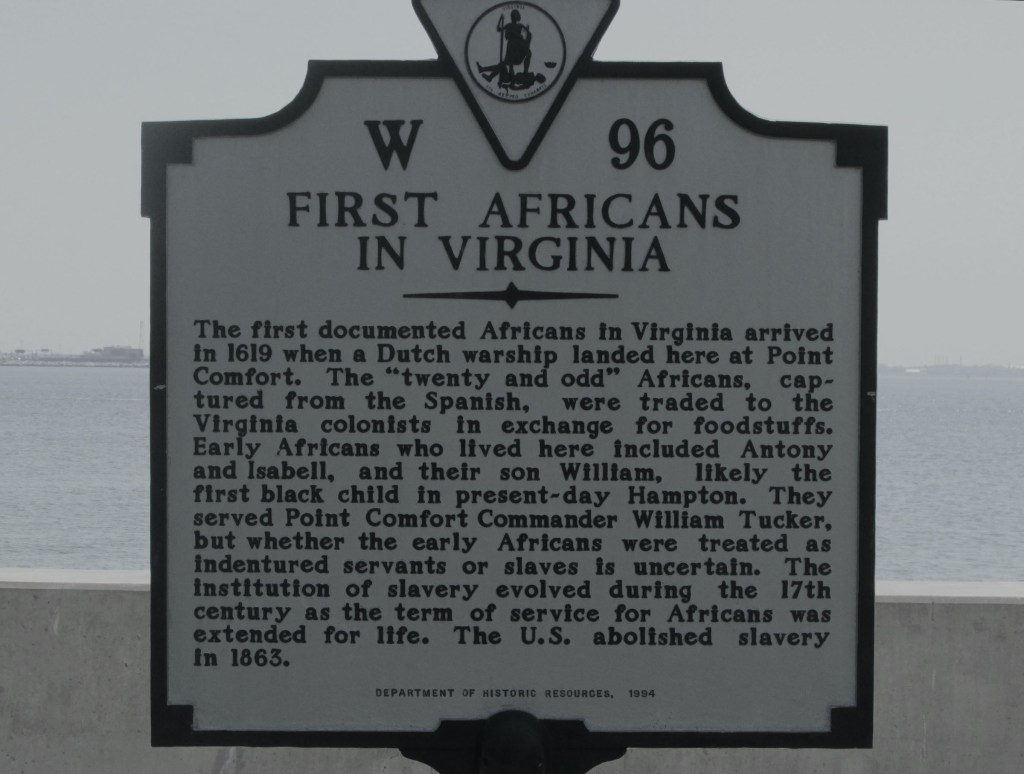 W 96
FIRST AFRICANS
IN VIRGINIA
The first documented Africans in Virginia arrived
in 1619 when a Dutch warship landed here at Point
Comfort. The “twenty and odd” Africans, cap-
tured from the Spanish, were traded to the
Virginia colonists in exchange for foodstuffs.
Early Africans who lived here included Antony
and Isabell, and their son William, likely the
first black child in present-day Hampton. They
served Point Comfort Commander William Tucker,
but whether the early Africans were treated as
indentured servants or slaves is uncertain. The
institution of slavery evolved during the 17th
century as the term of service for Africans was
extended for life. The U.S. abolished slavery
in 1863.
DEPARTMENT OF HISTORIC RESOURCES, 1994